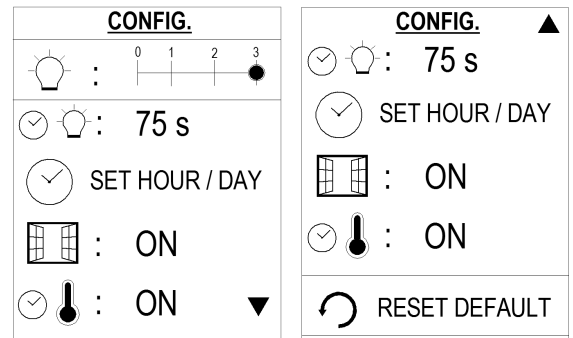 CONFIG.
0 1 2 3
:
: 75 s
SET HOUR / DAY
: ON
: ON
CONFIG.
: 75 s
SET HOUR / DAY
: ON
: ON
RESET DEFAULT